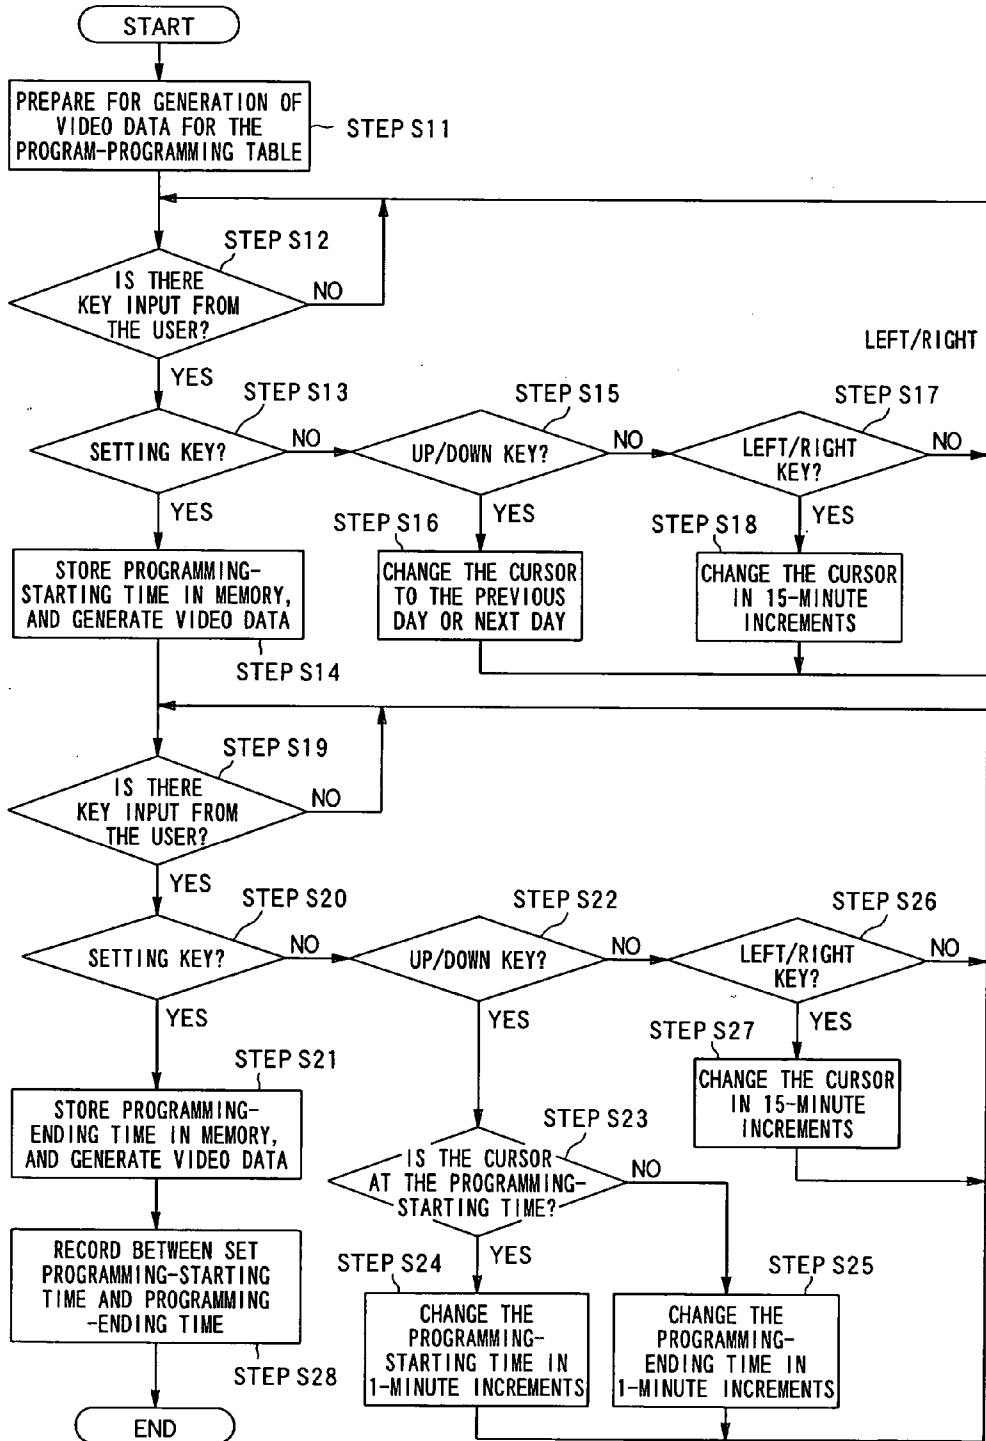 START
PREPARE FOR GENERATION OF
VIDEO DATA FOR THE
PROGRAM-PROGRAMMING TABLE
STEP S11
STEP S12
IS THERE
KEY INPUT FROM
THE USER?
NO
YES
LEFT/RIGHT
STEP S13
SETTING KEY?
NO
YES
STEP S15
UP/DOWN KEY?
NO
YES
STEP S17
LEFT/RIGHT
KEY?
NO
YES
STORE PROGRAMMING-
STARTING TIME IN MEMORY,
AND GENERATE VIDEO DATA
STEP S14
STEP S16
CHANGE THE CURSOR
TO THE PREVIOUS
DAY OR NEXT DAY
STEP S18
CHANGE THE CURSOR
IN 15-MINUTE
INCREMENTS
STEP S19
IS THERE
KEY INPUT FROM
THE USER?
NO
YES
STEP S20
SETTING KEY?
NO
YES
STEP S22
UP/DOWN KEY?
NO
YES
STEP S26
LEFT/RIGHT
KEY?
NO
YES
STEP S27
CHANGE THE CURSOR
IN 15-MINUTE
INCREMENTS
STEP S21
STORE PROGRAMMING-
ENDING TIME IN MEMORY,
AND GENERATE VIDEO DATA
STEP S23
IS THE CURSOR
AT THE PROGRAMMING-
STARTING TIME?
NO
YES
RECORD BETWEEN SET
PROGRAMMING-STARTING
TIME AND PROGRAMMING
-ENDING TIME
STEP S28
STEP S24
CHANGE THE
PROGRAMMING-
STARTING TIME IN
1-MINUTE INCREMENTS
STEP S25
CHANGE THE
PROGRAMMING-
ENDING TIME IN
1-MINUTE INCREMENTS
END